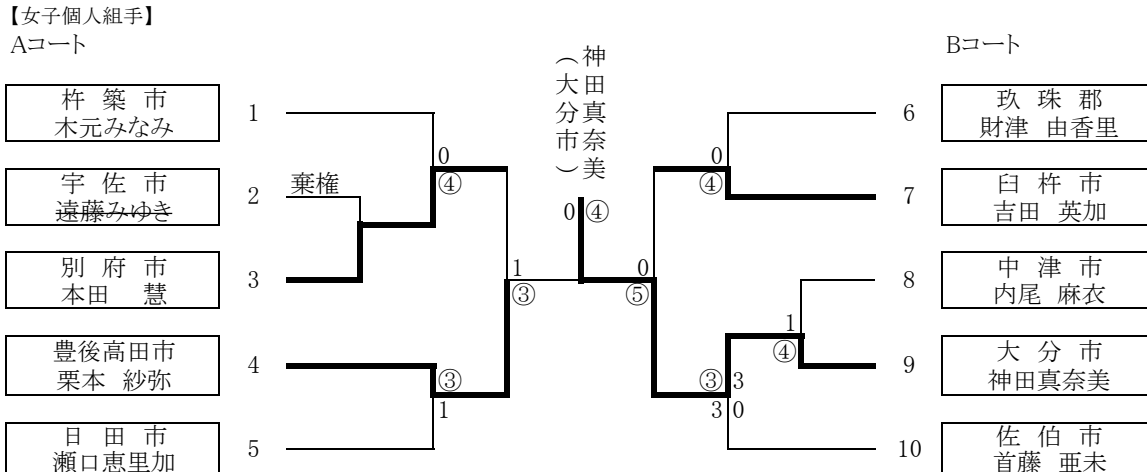 【女子個人組手】
Aコート
Bコート
神田真奈美
（大分市）
杵 築 市
木元みなみ
1
宇 佐 市
遠藤みゆき
2
棄権
別 府 市
本田 慧
3
豊後高田市
栗本 紗弥
4
日 田 市
瀬口恵里加
5
0
④
1
③
③
1
0 ④
0
⑤
0
④
1
④
③ 3
3 0
6
玖 珠 郡
財津 由香里
7
臼 杵 市
吉田 英加
8
中 津 市
内尾 麻衣
9
大 分 市
神田真奈美
10
佐 伯 市
首藤 亜未